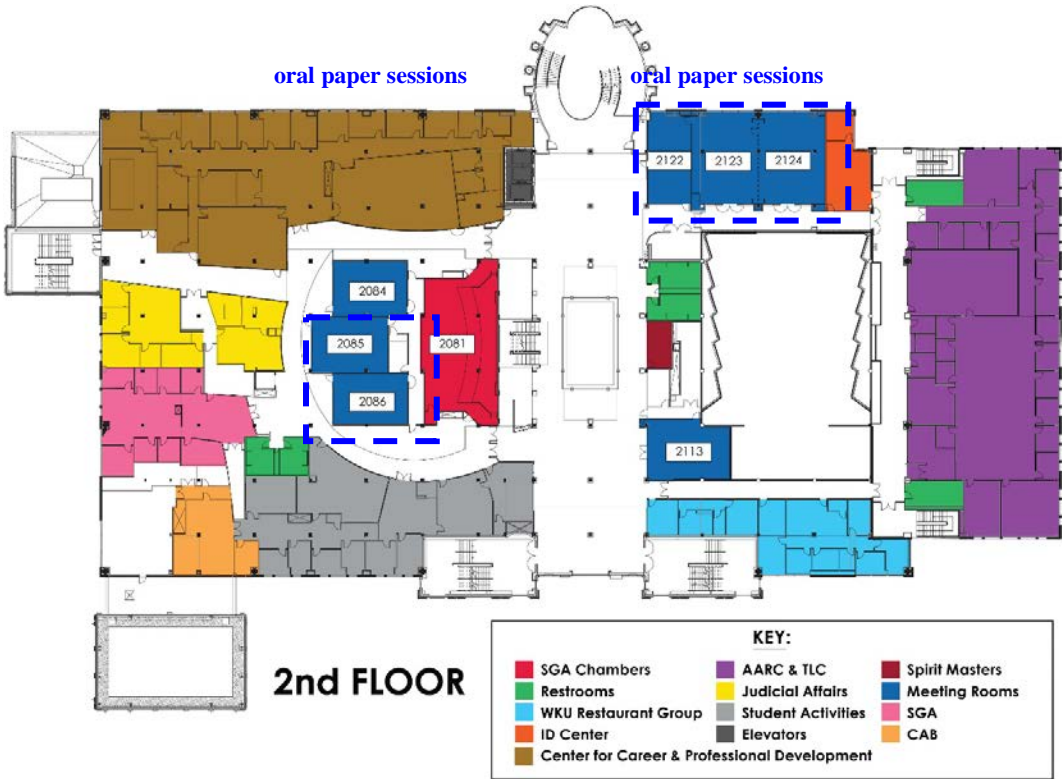 oral paper sessions
oral paper sessions
2122
2123
2124
2084
2085
2081
2086
2113
2nd FLOOR
KEY:
SGA Chambers
Restrooms
WKU Restaurant Group
ID Center
Center for Career & Professional Development
AARC & TLC
Judicial Affairs
Student Activities
Elevators
Spirit Masters
Meeting Rooms
SGA
CAB